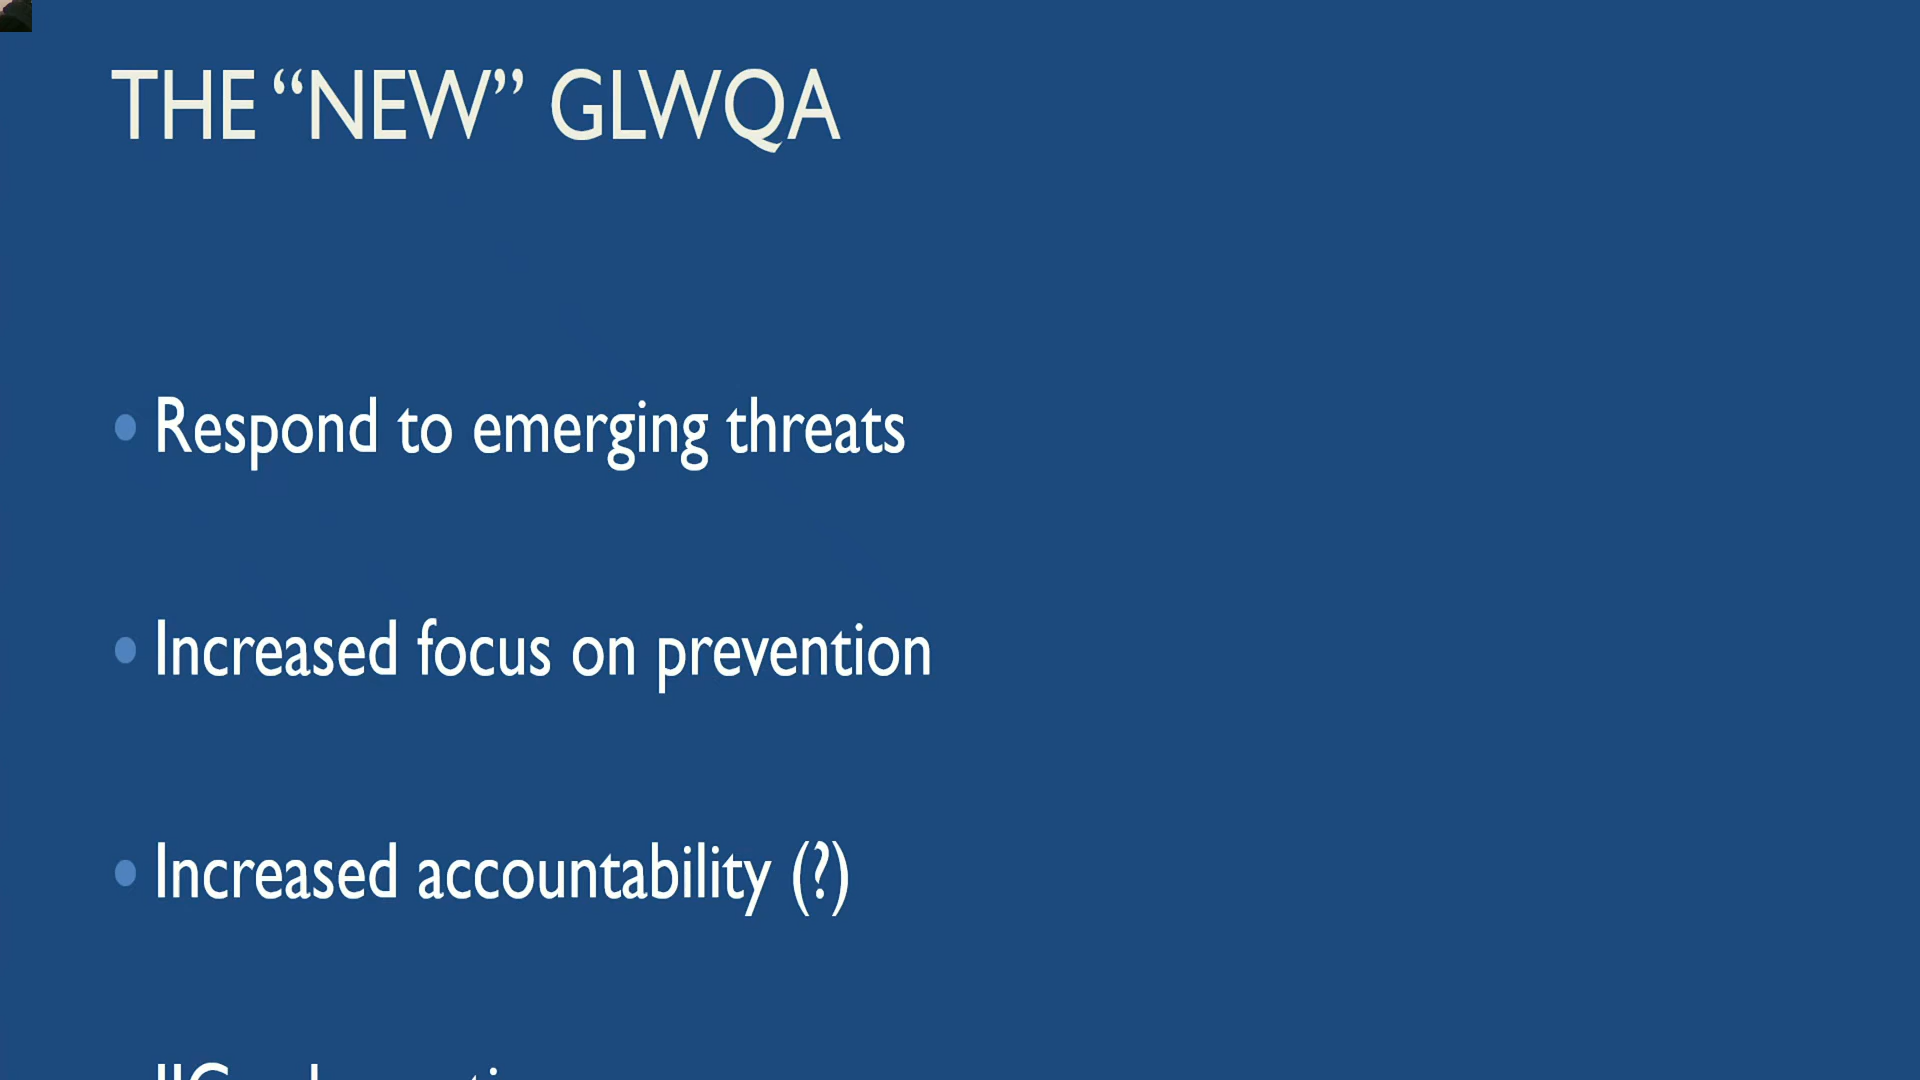 THE “NEW” GLWQA
Respond to emerging threats
Increased focus on prevention
Increased accountability (?)